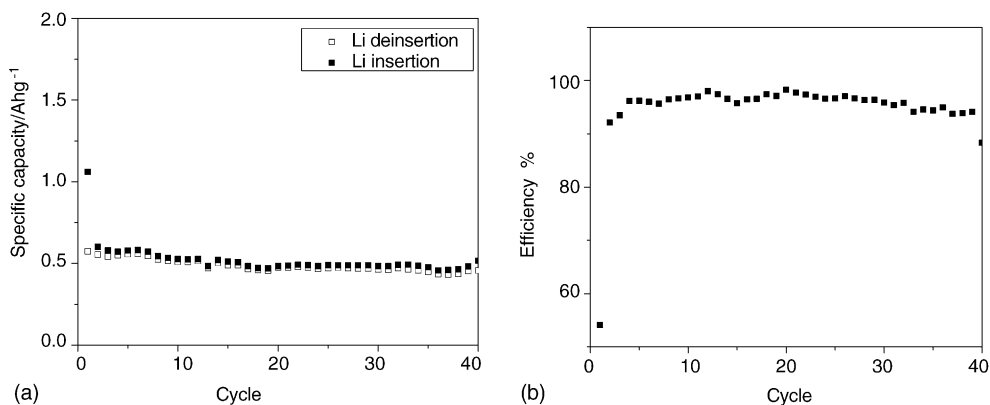 2.0
1.5
1.0
0.5
0.0
Specific capacity/Ahg⁻¹
Li deinsertion
Li insertion
0
10
20
30
40
Cycle
(a)
100
80
60
Efficiency %
0
10
20
30
40
Cycle
(b)